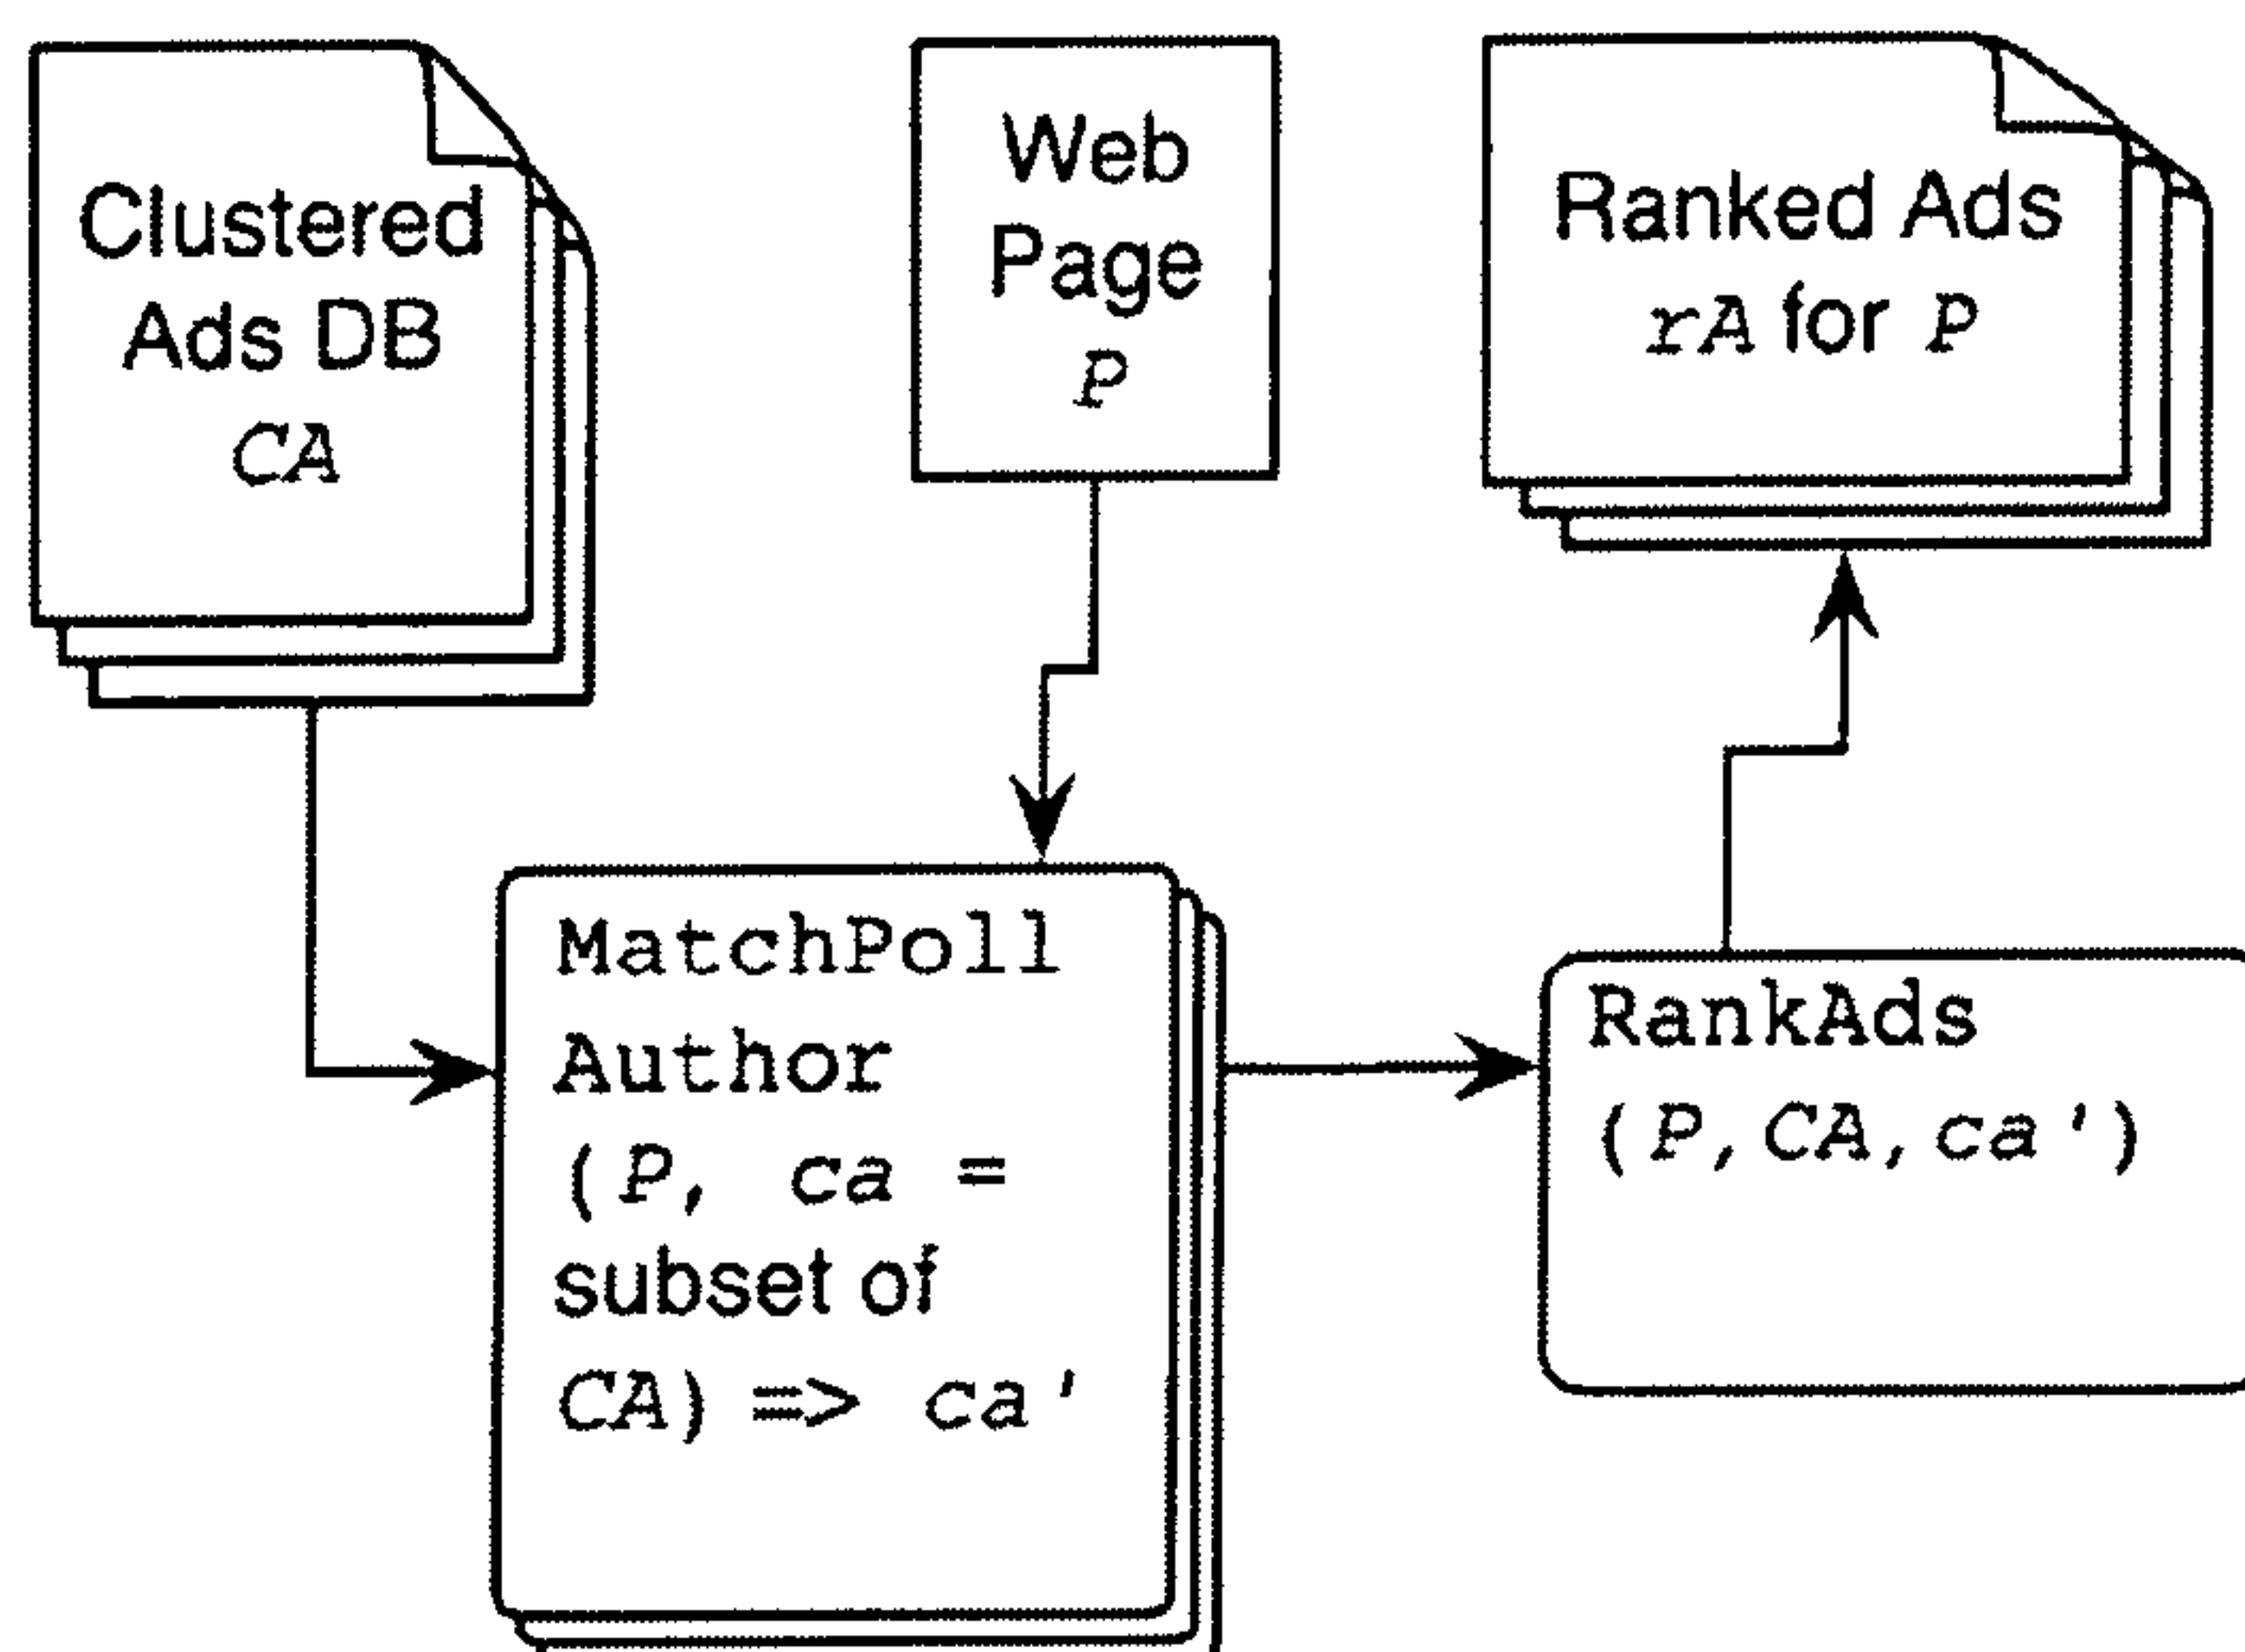 Clustered
Ads DB
CA
Web
Page
P
Ranked Ads
rA for P
MatchPoll
Author
(P, ca =
subset of
CA) => ca'
RankAds
(P,CA,ca')